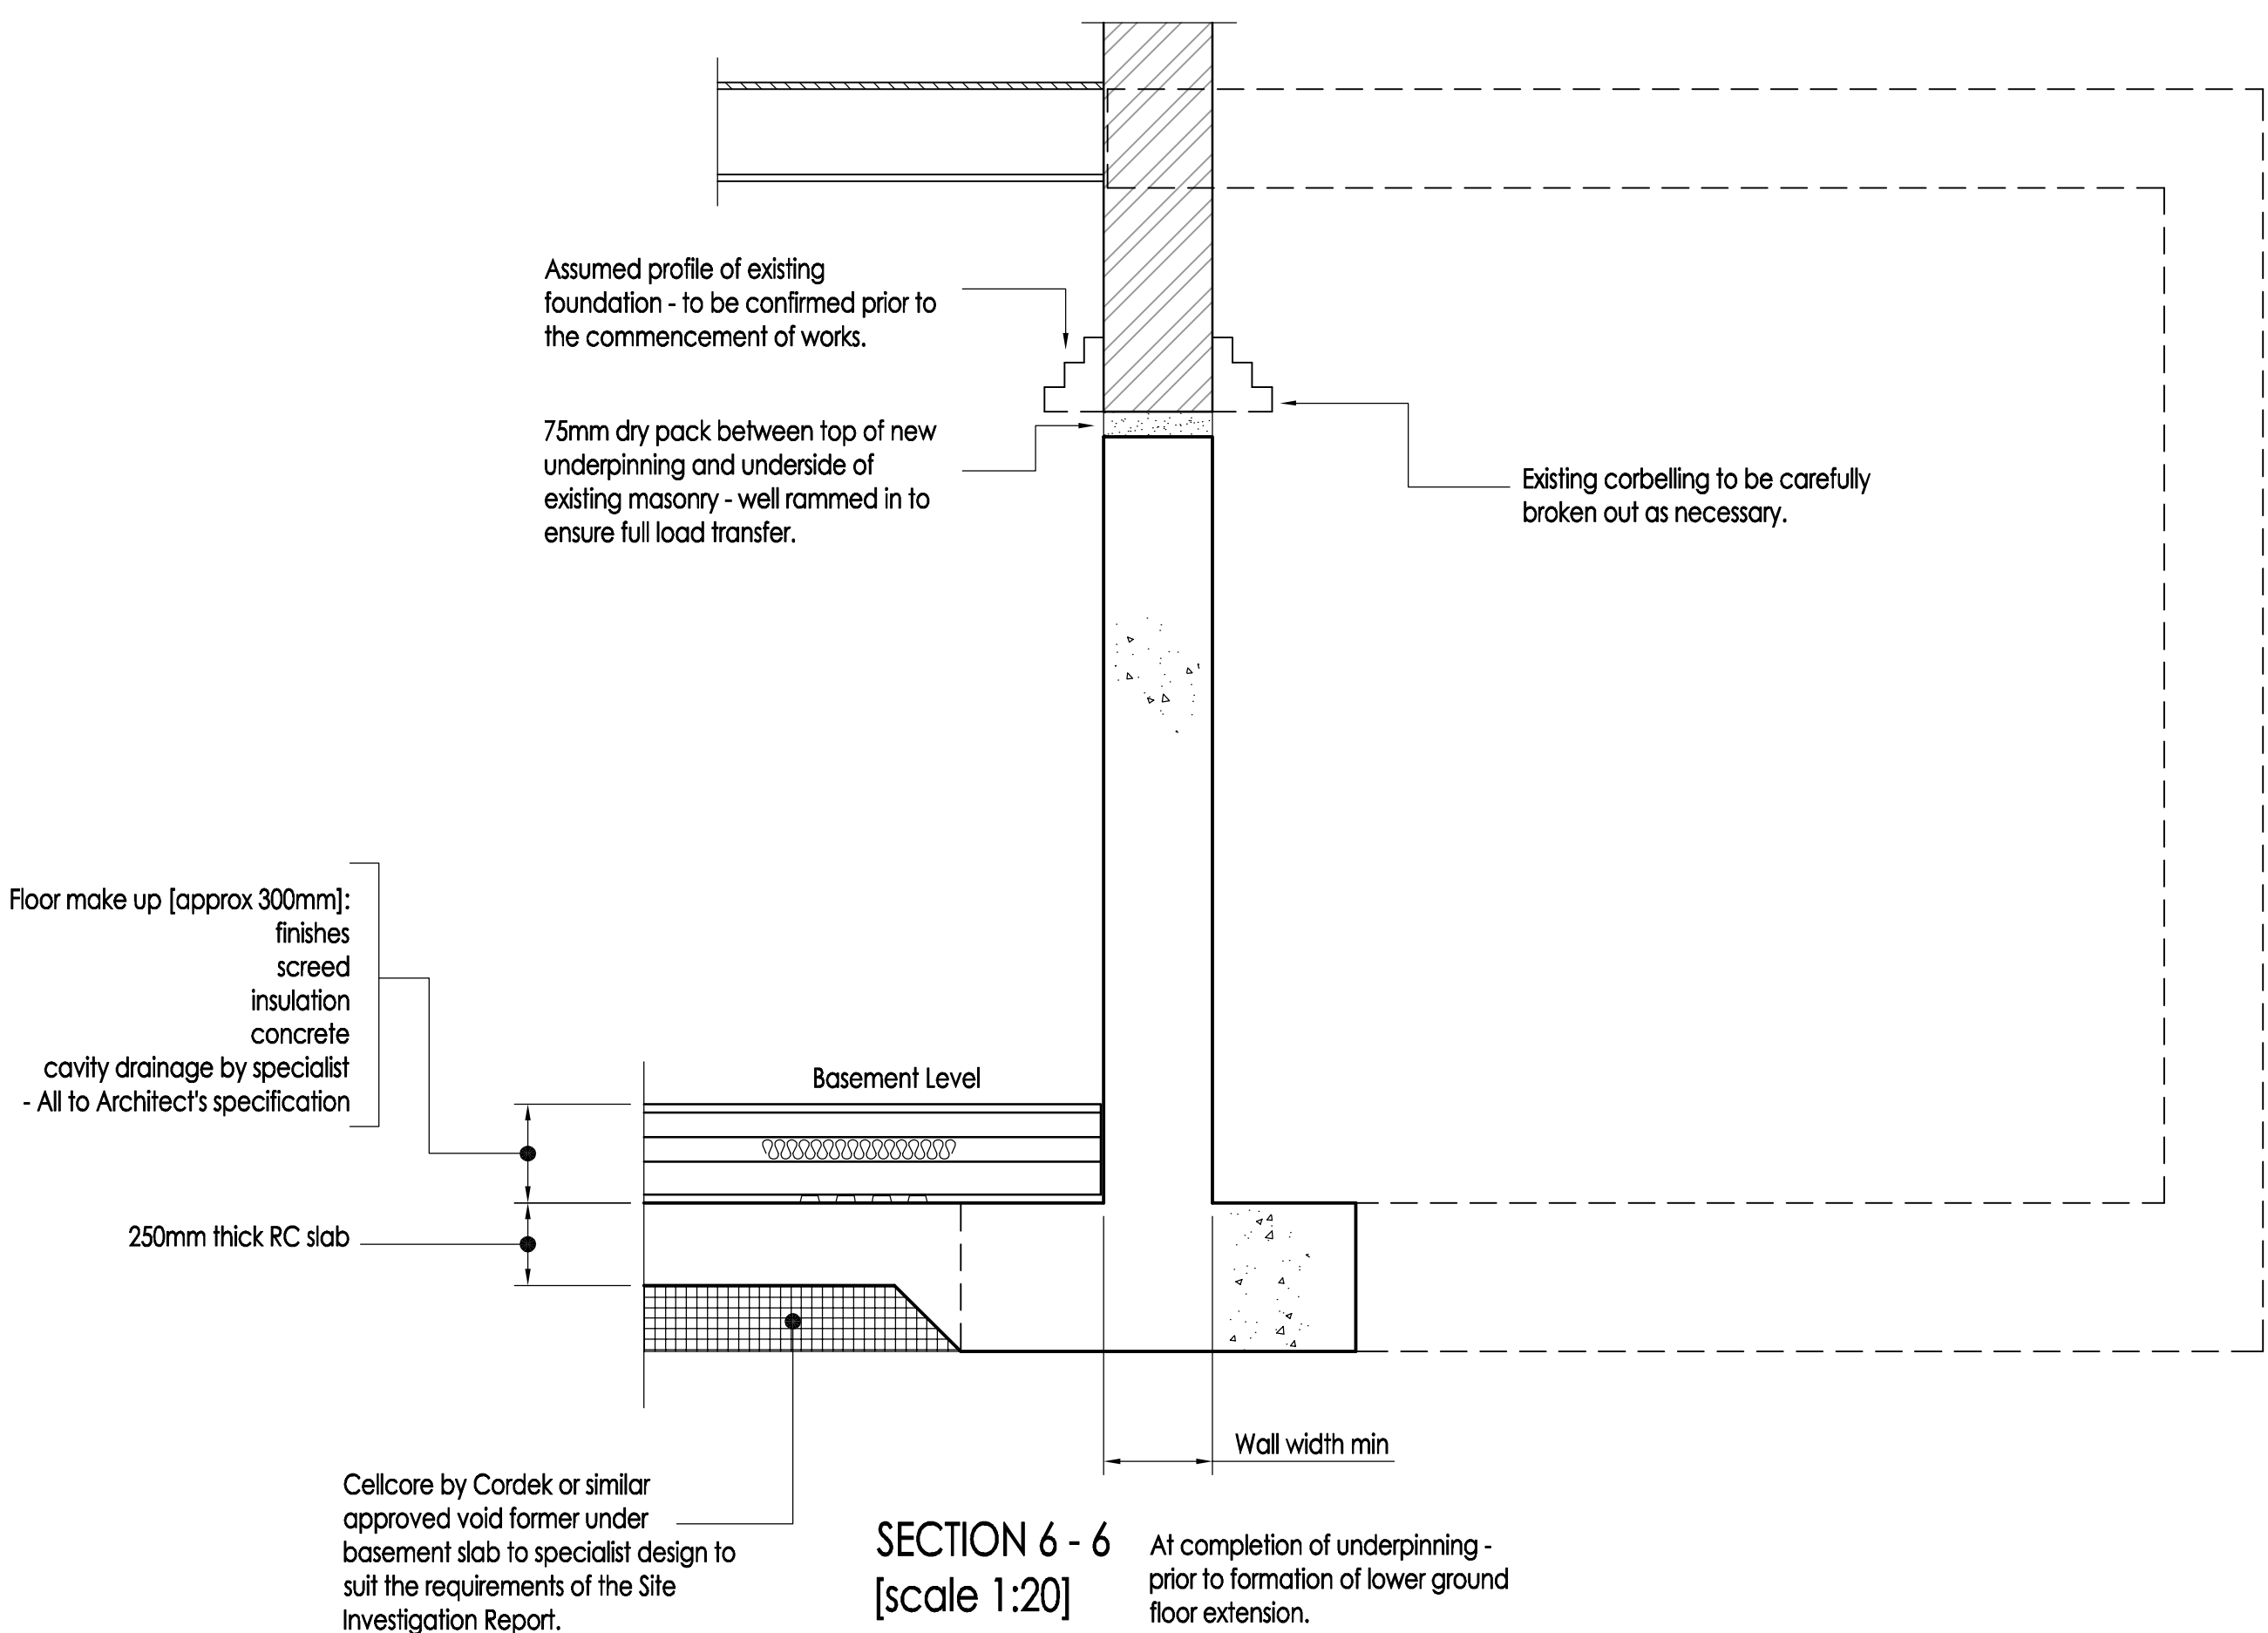 Assumed profile of existing
foundation - to be confirmed prior to
the commencement of works.
75mm dry pack between top of new
underpinning and underside of
existing masonry - well rammed in to
ensure full load transfer.
Existing corbelling to be carefully
broken out as necessary.
Floor make up [approx 300mm]:
finishes
screed
insulation
concrete
cavity drainage by specialist
- All to Architect's specification
Basement Level
250mm thick RC slab
Wall width min
Cellcore by Cordek or similar
approved void former under
basement slab to specialist design to
suit the requirements of the Site
Investigation Report.
SECTION 6 - 6
[scale 1:20]
At completion of underpinning -
prior to formation of lower ground
floor extension.